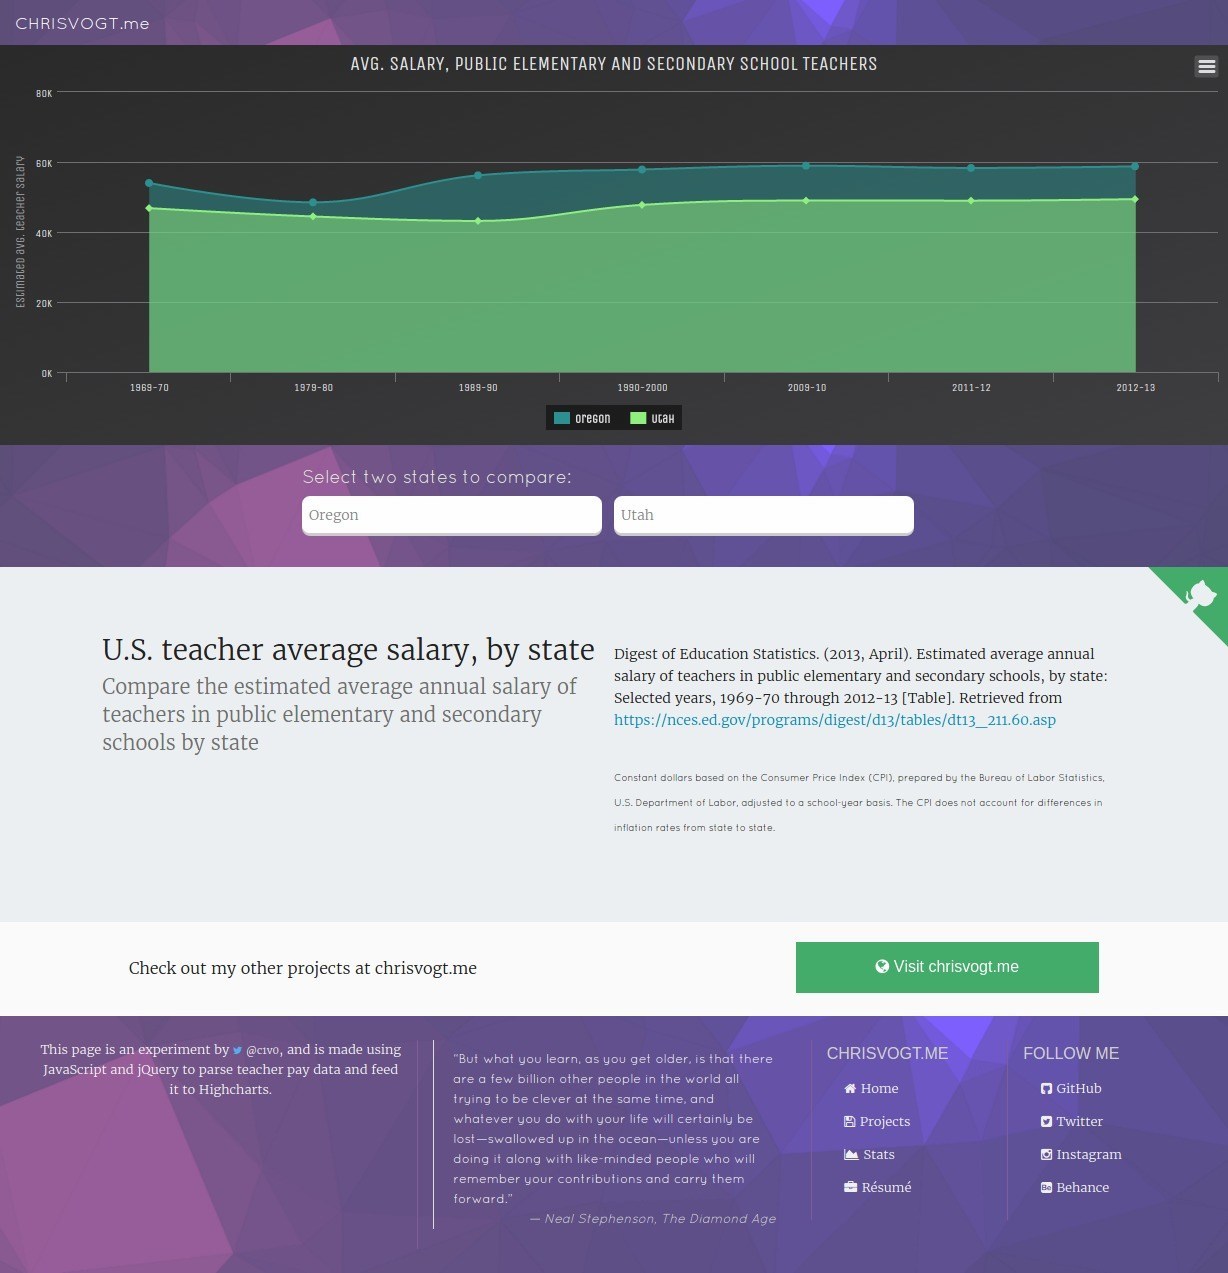 CHRISVOGT.me
AVG. SALARY, PUBLIC ELEMENTARY AND SECONDARY SCHOOL TEACHERS
Estimated avg. teacher salary
80K
60K
40K
20K
0K
1969-70
1979-80
1989-90
1990-2000
2009-10
2011-12
2012-13
Oregon
Utah
Select two states to compare:
Oregon
Utah
U.S. teacher average salary, by state
Compare the estimated average annual salary of
teachers in public elementary and secondary
schools by state
Digest of Education Statistics. (2013, April). Estimated average annual
salary of teachers in public elementary and secondary schools, by state:
Selected years, 1969-70 through 2012-13 [Table]. Retrieved from
https://nces.ed.gov/programs/digest/d13/tables/dt13_211.60.asp
Constant dollars based on the Consumer Price Index (CPI), prepared by the Bureau of Labor Statistics,
U.S. Department of Labor, adjusted to a school-year basis. The CPI does not account for differences in
inflation rates from state to state.
Check out my other projects at chrisvogt.me
Visit chrisvogt.me
This page is an experiment by @c1v0, and is made using
JavaScript and jQuery to parse teacher pay data and feed
it to Highcharts.
"But what you learn, as you get older, is that there
are a few billion other people in the world all
trying to be clever at the same time, and
whatever you do with your life will certainly be
lost—swallowed up in the ocean—unless you are
doing it along with like-minded people who will
remember your contributions and carry them
forward."
— Neal Stephenson, The Diamond Age
CHRISVOGT.ME
Home
Projects
Stats
Résumé
FOLLOW ME
GitHub
Twitter
Instagram
Behance